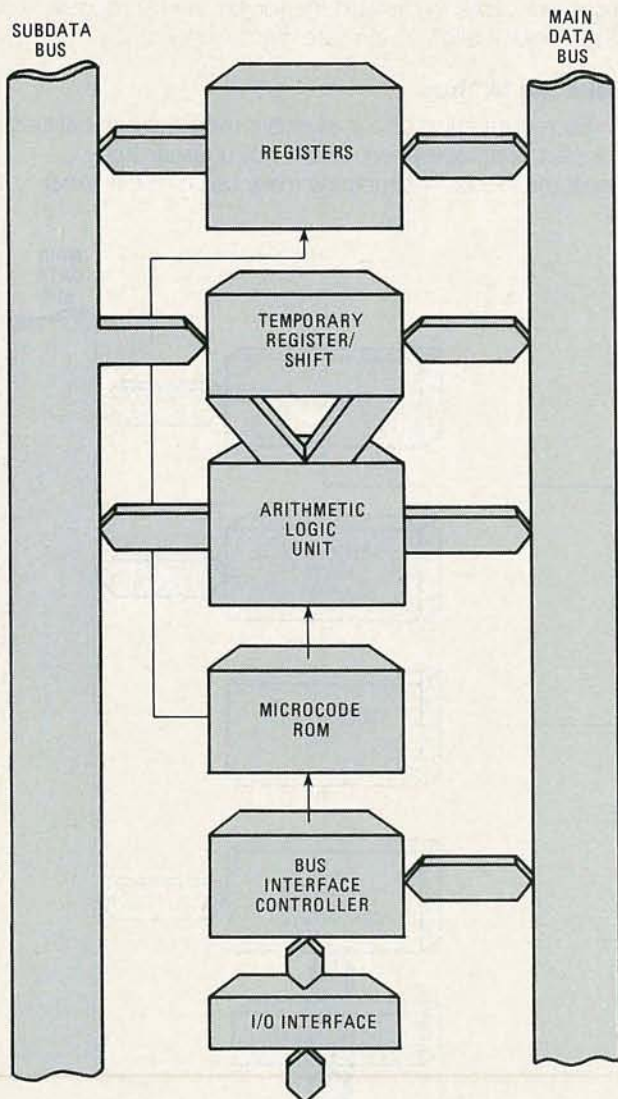 SUBDATA
BUS
MAIN
DATA
BUS
REGISTERS
TEMPORARY
REGISTER/
SHIFT
ARITHMETIC
LOGIC
UNIT
MICROCODE
ROM
BUS
INTERFACE
CONTROLLER
I/O INTERFACE